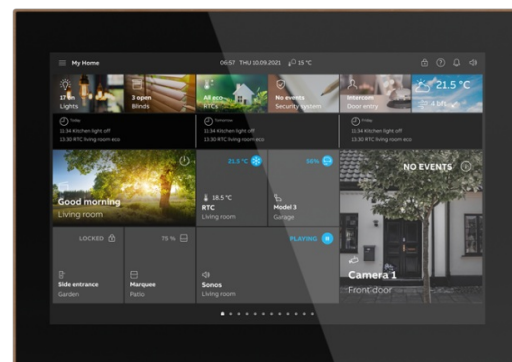 My Home
06:57 THU 10.09.2021 15 °C
Lights
3 open
Blinds
All eco
RTCs
No events
Security system
Intercom
Door entry
21.5 °C
Today
11:34 Kitchen light off
13:30 RTC living room eco
Tomorrow
11:34 Kitchen light off
13:30 RTC living room eco
Friday
11:34 Kitchen light off
13:30 RTC living room eco
Good morning
Living room
21.0 °C
18.5 °C
RTC
Living room
56%
Model 3
Garage
NO EVENTS
Camera 1
Front door
LOCKED
Side entrance
Garden
75 %
Marquee
Patio
PLAYING
Sonos
Living room